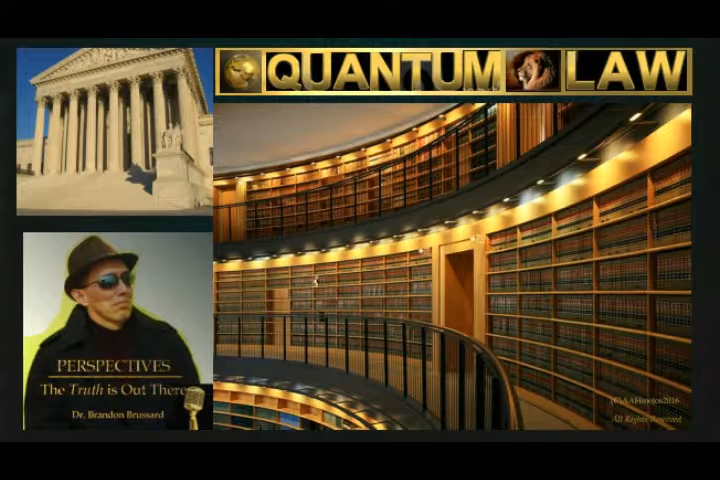 QUANTUM LAW
PERSPECTIVES
The Truth is Out There
Dr. Brandon Brussard
All Rights Reserved